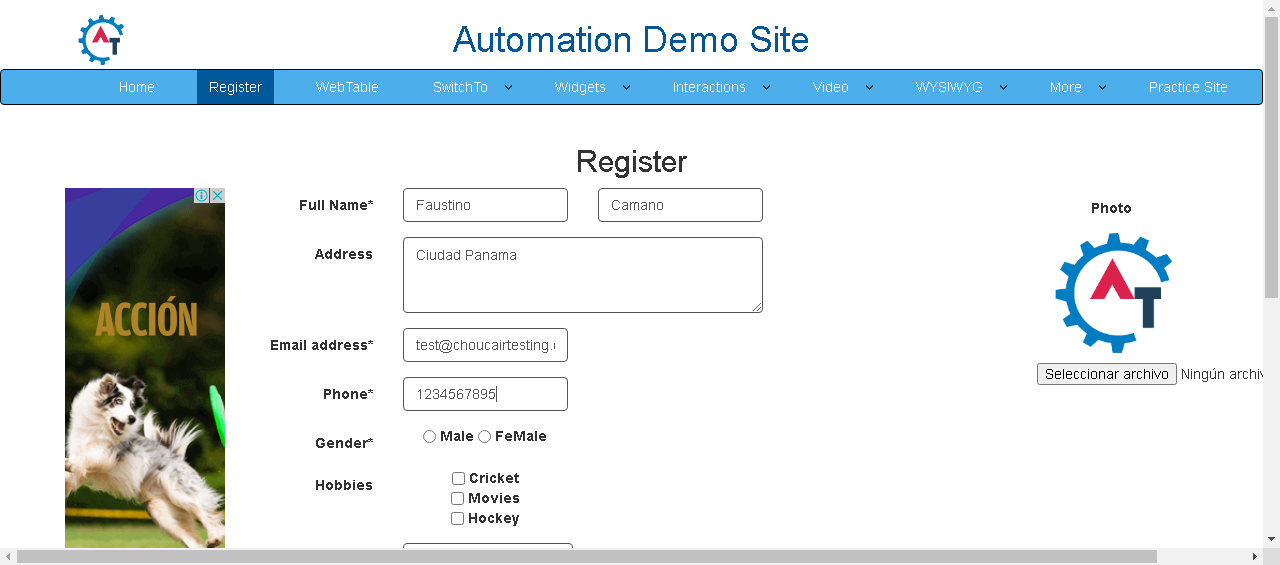 AT
Automation Demo Site
Home Register WebTable SwitchTo Widgets Interactions Video WYSIWYG More Practice Site
Register
Full Name* Faustino Camano
Photo
Address Ciudad Panama
AT
ACCIÓN
Email address* test@choucairtesting.
Seleccionar archivo Ningún archiv
Phone* 1234567895
Gender* Male FeMale
Hobbies Cricket
Movies
Hockey